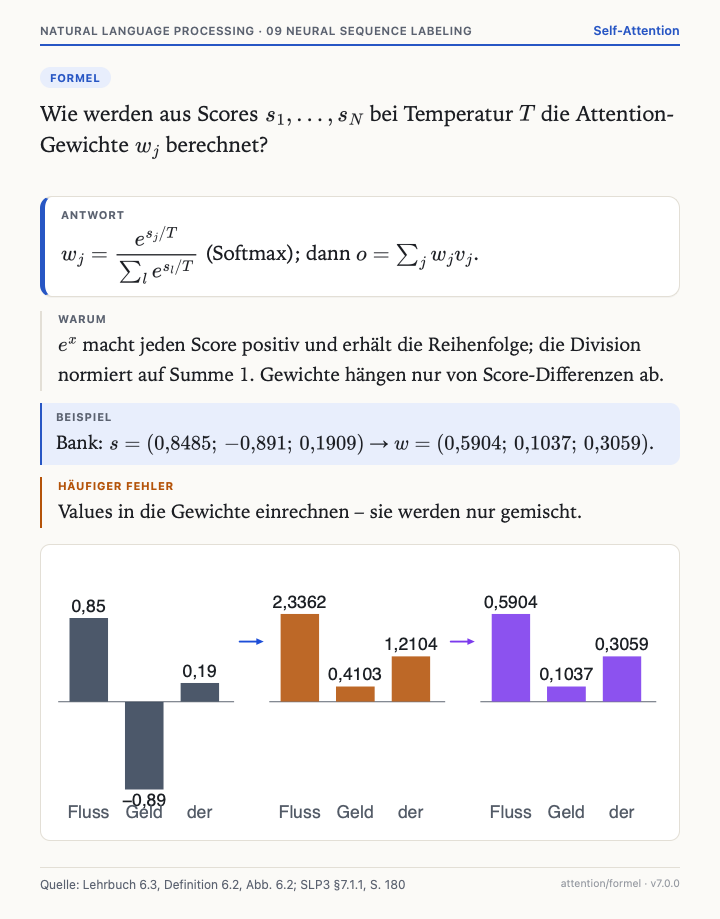 NATURAL LANGUAGE PROCESSING · 09 NEURAL SEQUENCE LABELING
Self-Attention
FORMEL
Wie werden aus Scores s₁, . . . , s_N bei Temperatur T die Attention-
Gewichte w_j berechnet?
ANTWORT
w_j = e^{s_j/T} / ∑_l e^{s_l/T} (Softmax); dann o = ∑_j w_j v_j.
WARUM
e^x macht jeden Score positiv und erhält die Reihenfolge; die Division
normiert auf Summe 1. Gewichte hängen nur von Score-Differenzen ab.
BEISPIEL
Bank: s = (0,8485; −0,891; 0,1909) → w = (0,5904; 0,1037; 0,3059).
HÄUFIGER FEHLER
Values in die Gewichte einrechnen – sie werden nur gemischt.
0,85
−0,89
0,19
Fluss Geld der
2,3362
0,4103
1,2104
Fluss Geld der
0,5904
0,1037
0,3059
Fluss Geld der
Quelle: Lehrbuch 6.3, Definition 6.2, Abb. 6.2; SLP3 §7.1.1, S. 180
attention/formel · v7.0.0